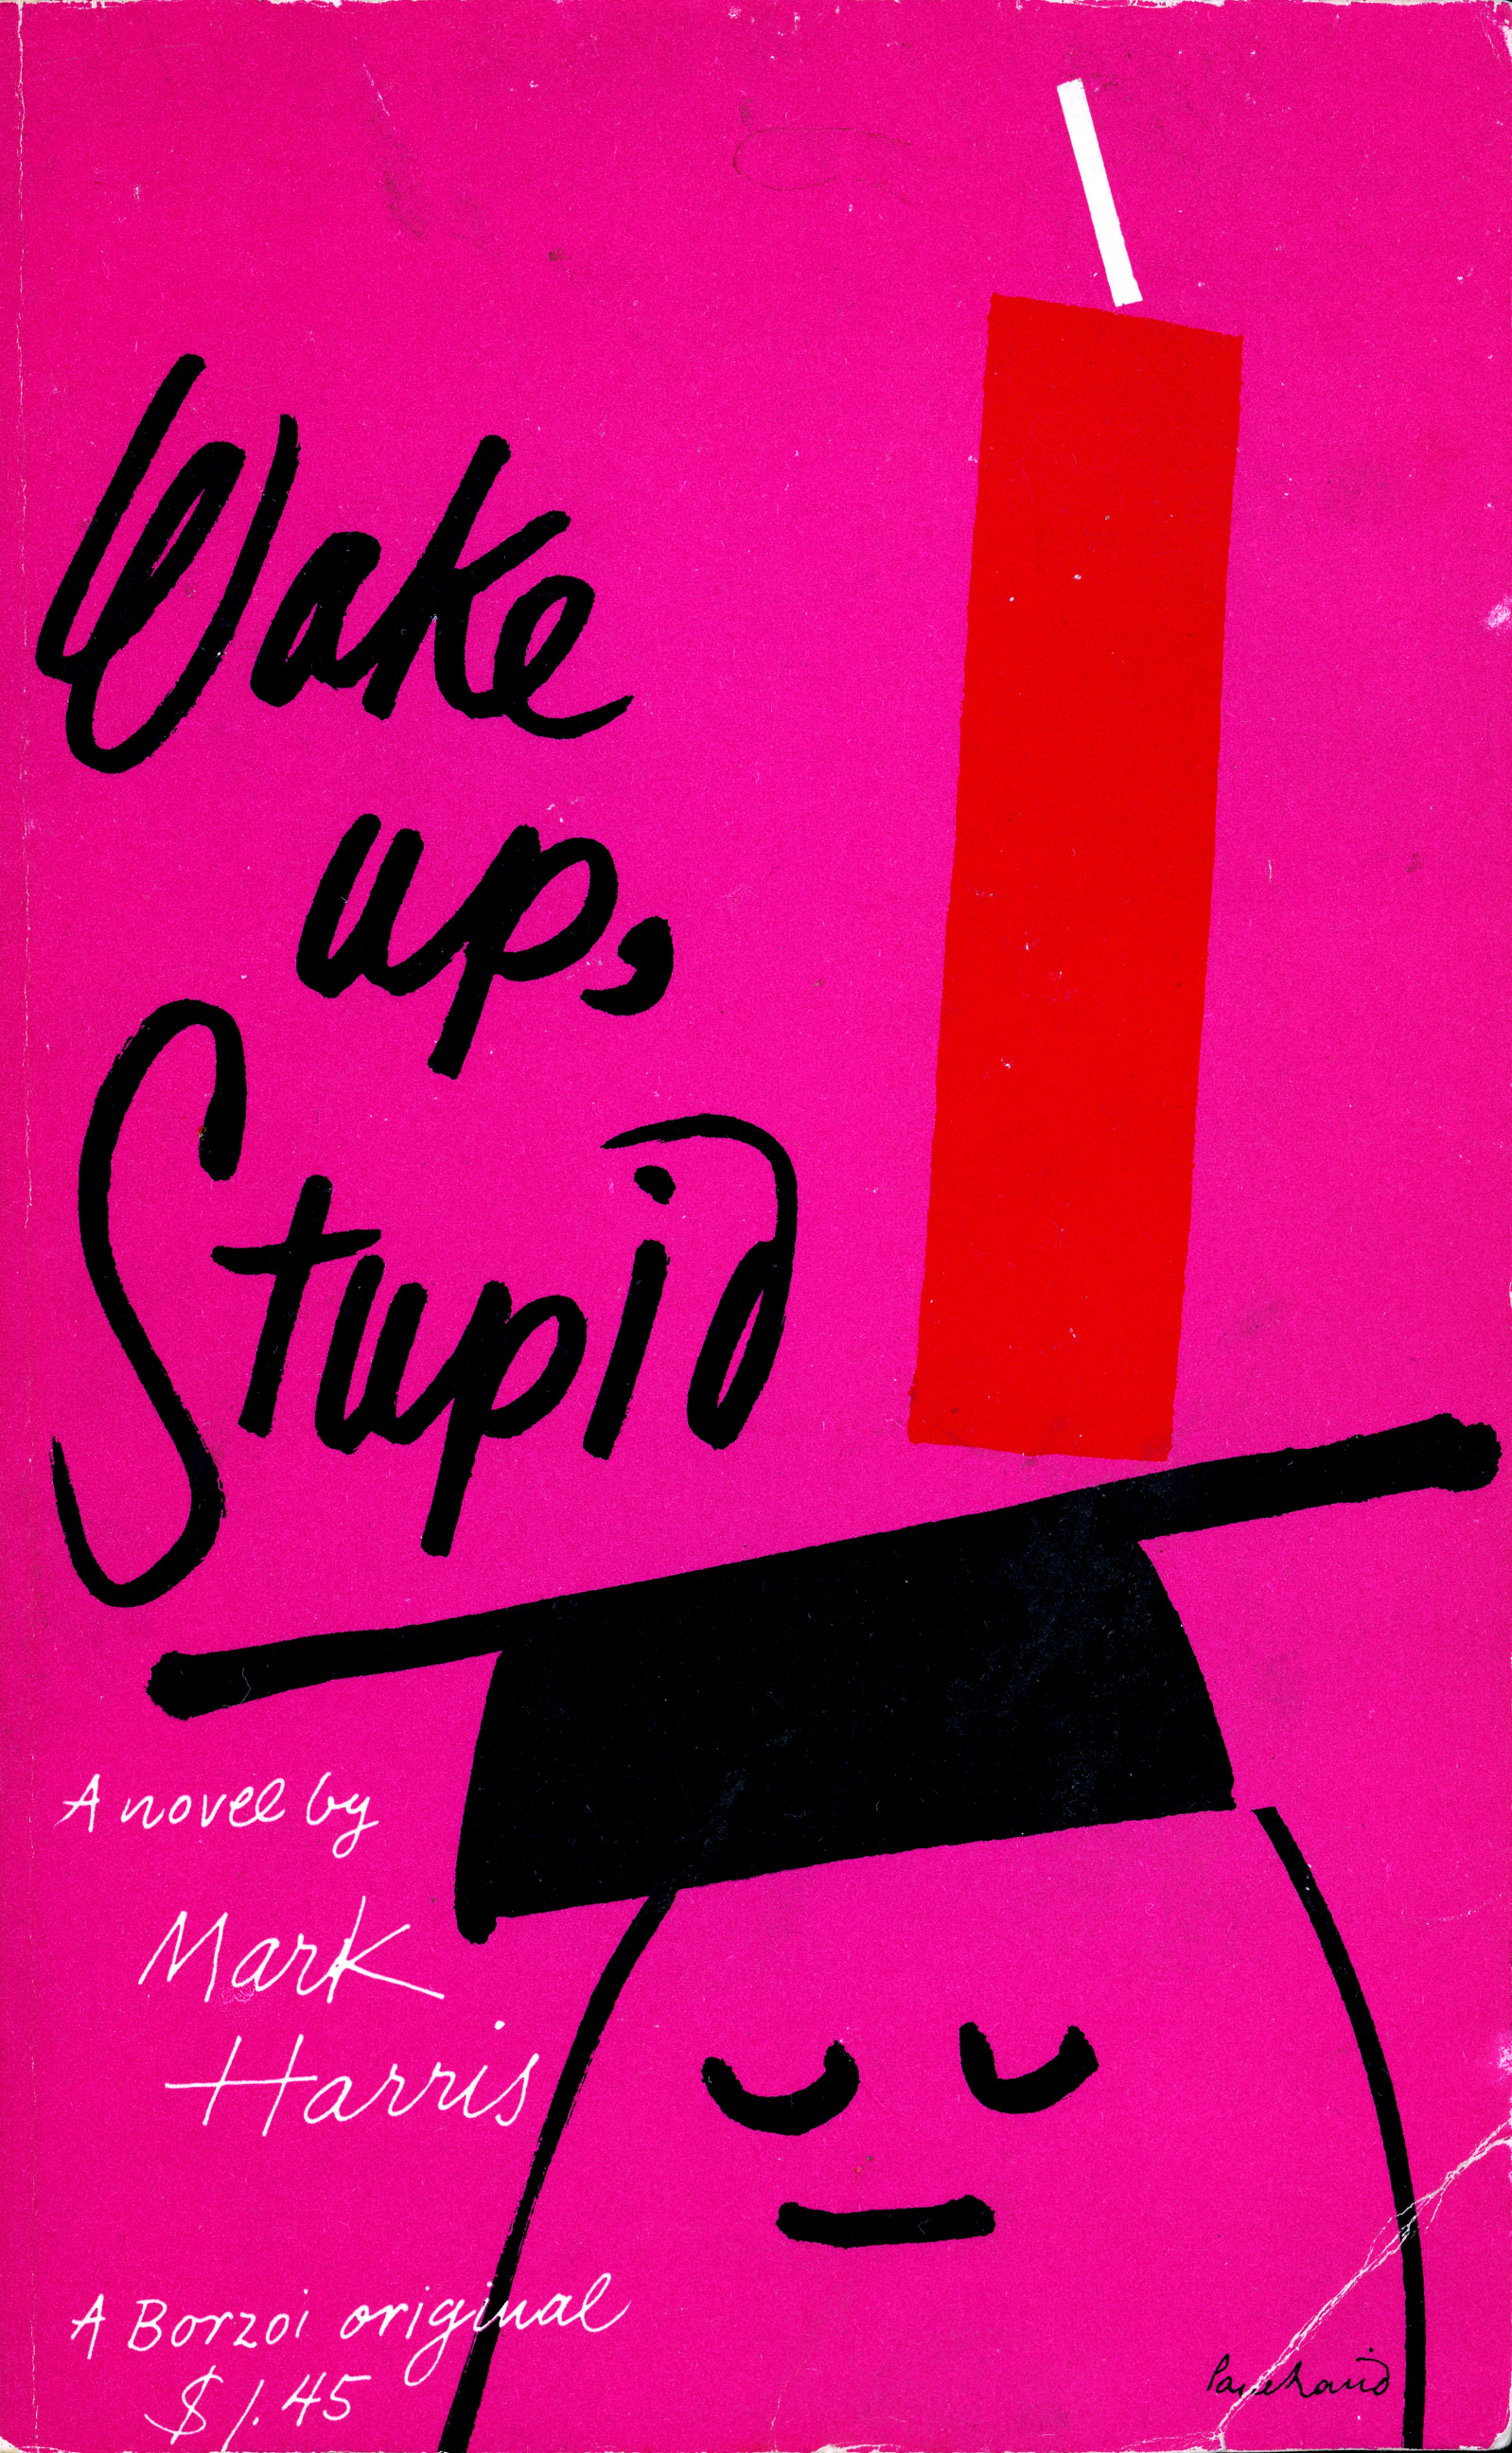 Wake
up,
Stupid
A novel by
Mark
Harris
A Borzoi original
$1.45